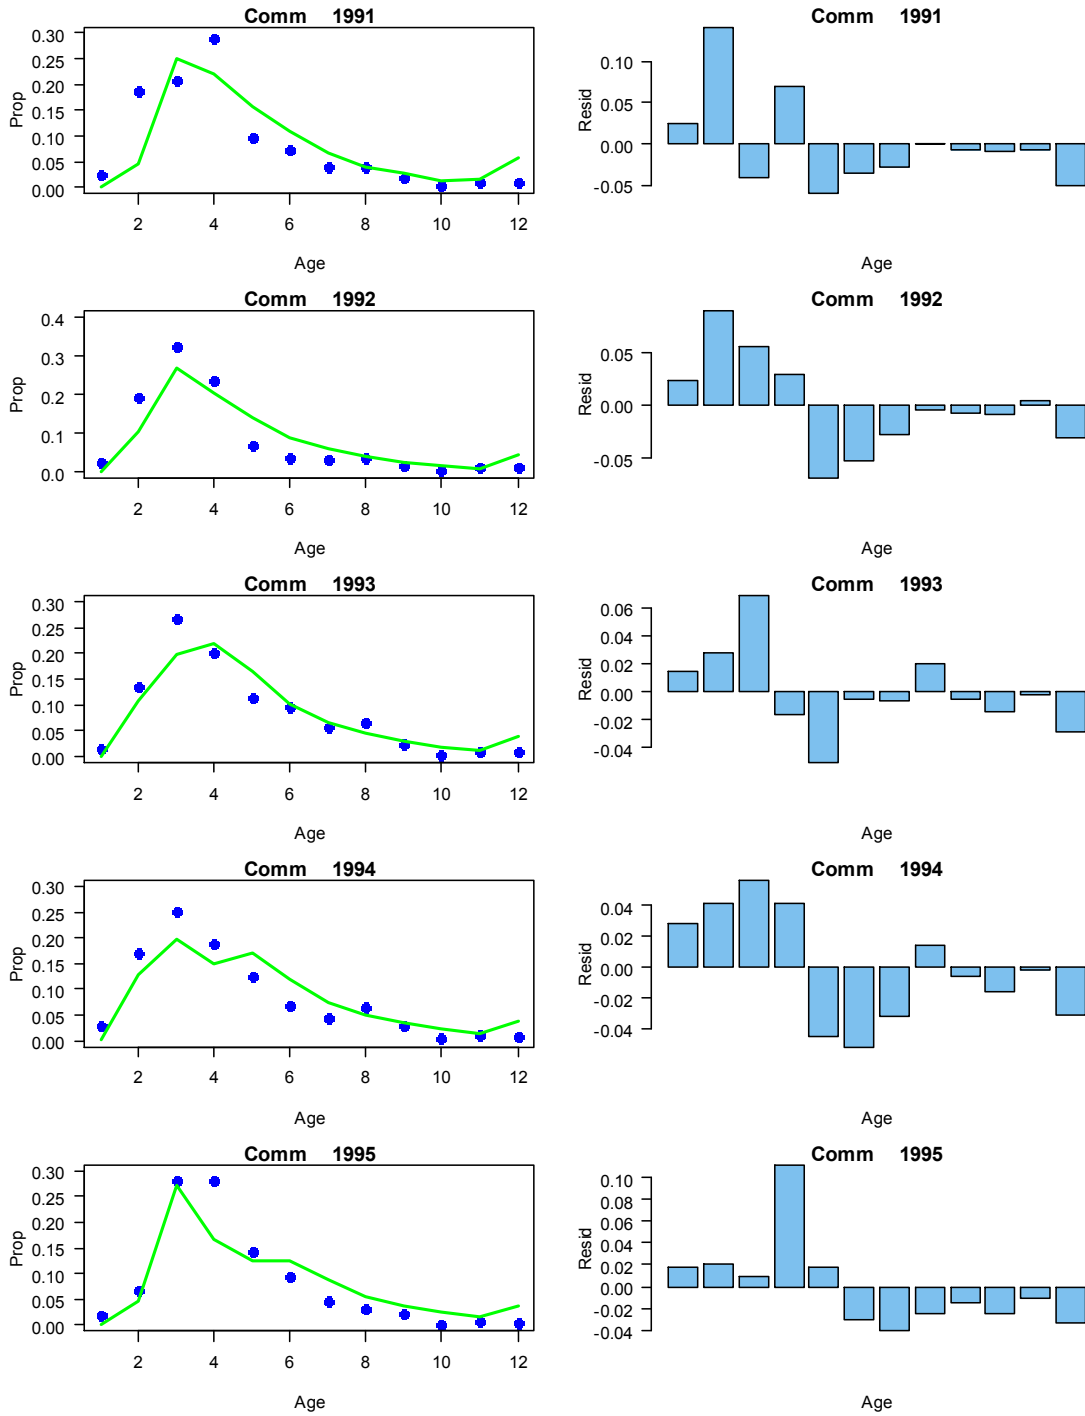 Comm 1991
Prop
0.30
0.25
0.20
0.15
0.10
0.05
0.00
2 4 6 8 10 12
Age
Comm 1991
Resid
0.10
0.05
0.00
-0.05
Age
Comm 1992
Prop
0.4
0.3
0.2
0.1
0.0
2 4 6 8 10 12
Age
Comm 1992
Resid
0.05
0.00
-0.05
Age
Comm 1993
Prop
0.30
0.25
0.20
0.15
0.10
0.05
0.00
2 4 6 8 10 12
Age
Comm 1993
Resid
0.06
0.04
0.02
0.00
-0.02
-0.04
Age
Comm 1994
Prop
0.30
0.25
0.20
0.15
0.10
0.05
0.00
2 4 6 8 10 12
Age
Comm 1994
Resid
0.04
0.02
0.00
-0.02
-0.04
Age
Comm 1995
Prop
0.30
0.25
0.20
0.15
0.10
0.05
0.00
2 4 6 8 10 12
Age
Comm 1995
Resid
0.10
0.08
0.06
0.04
0.02
0.00
-0.02
-0.04
Age